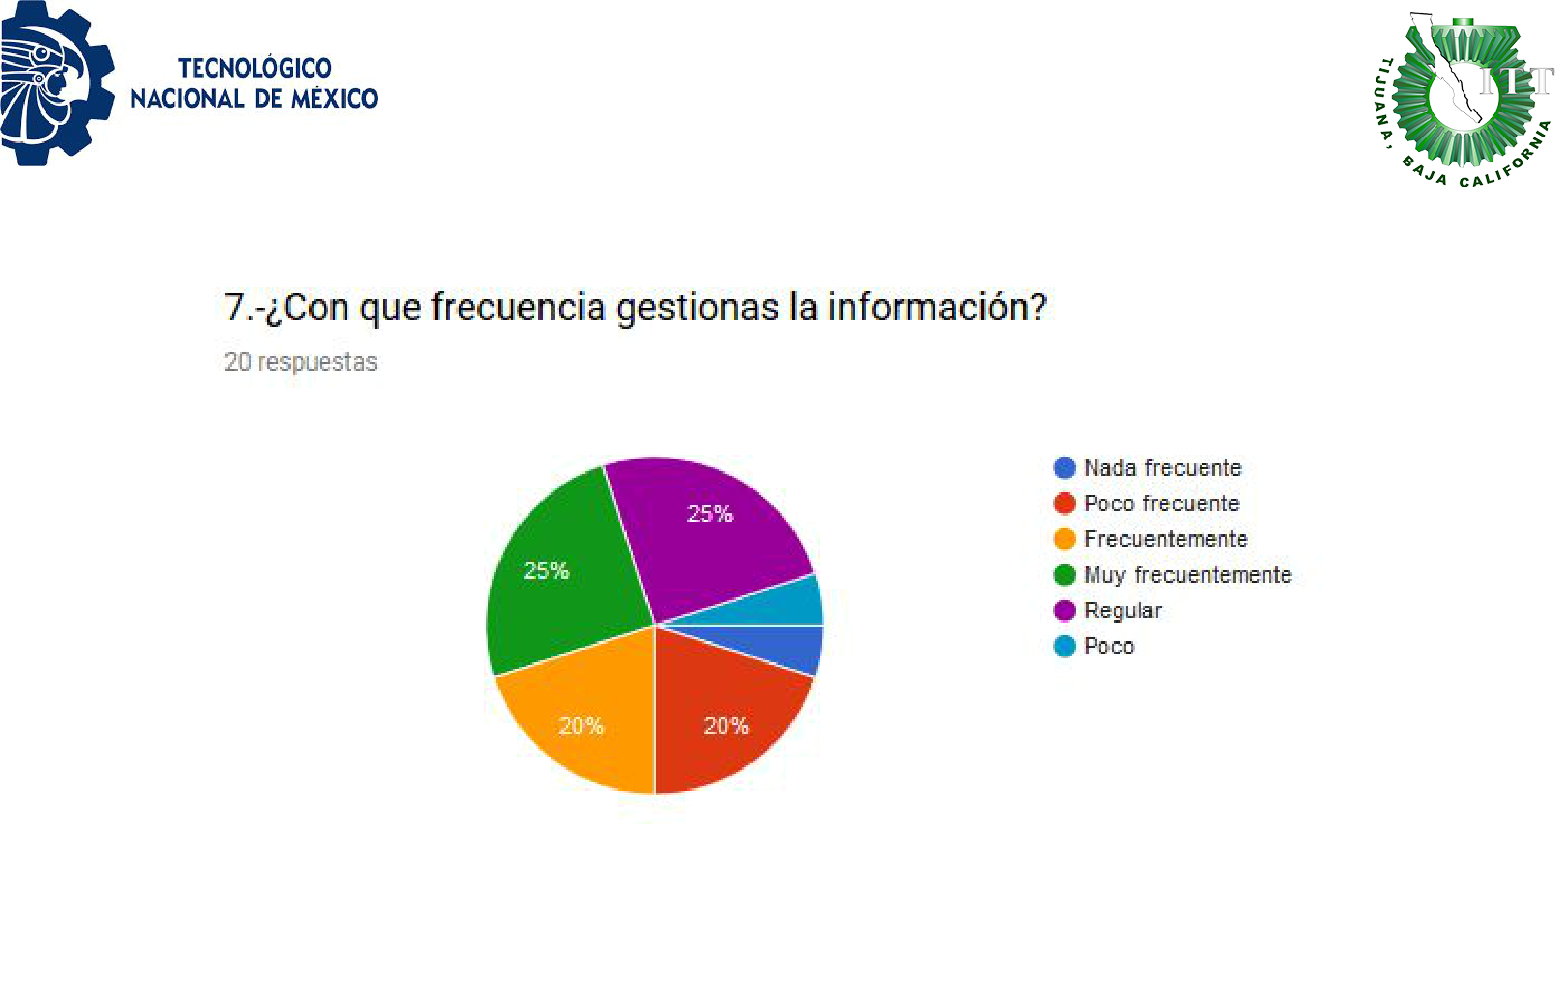 TECNOLÓGICO
NACIONAL DE MÉXICO
ITT
TIJUANA, BAJA CALIFORNIA
7.-¿Con que frecuencia gestionas la información?
20 respuestas
25%
25%
20%
20%
Nada frecuente
Poco frecuente
Frecuentemente
Muy frecuentemente
Regular
Poco